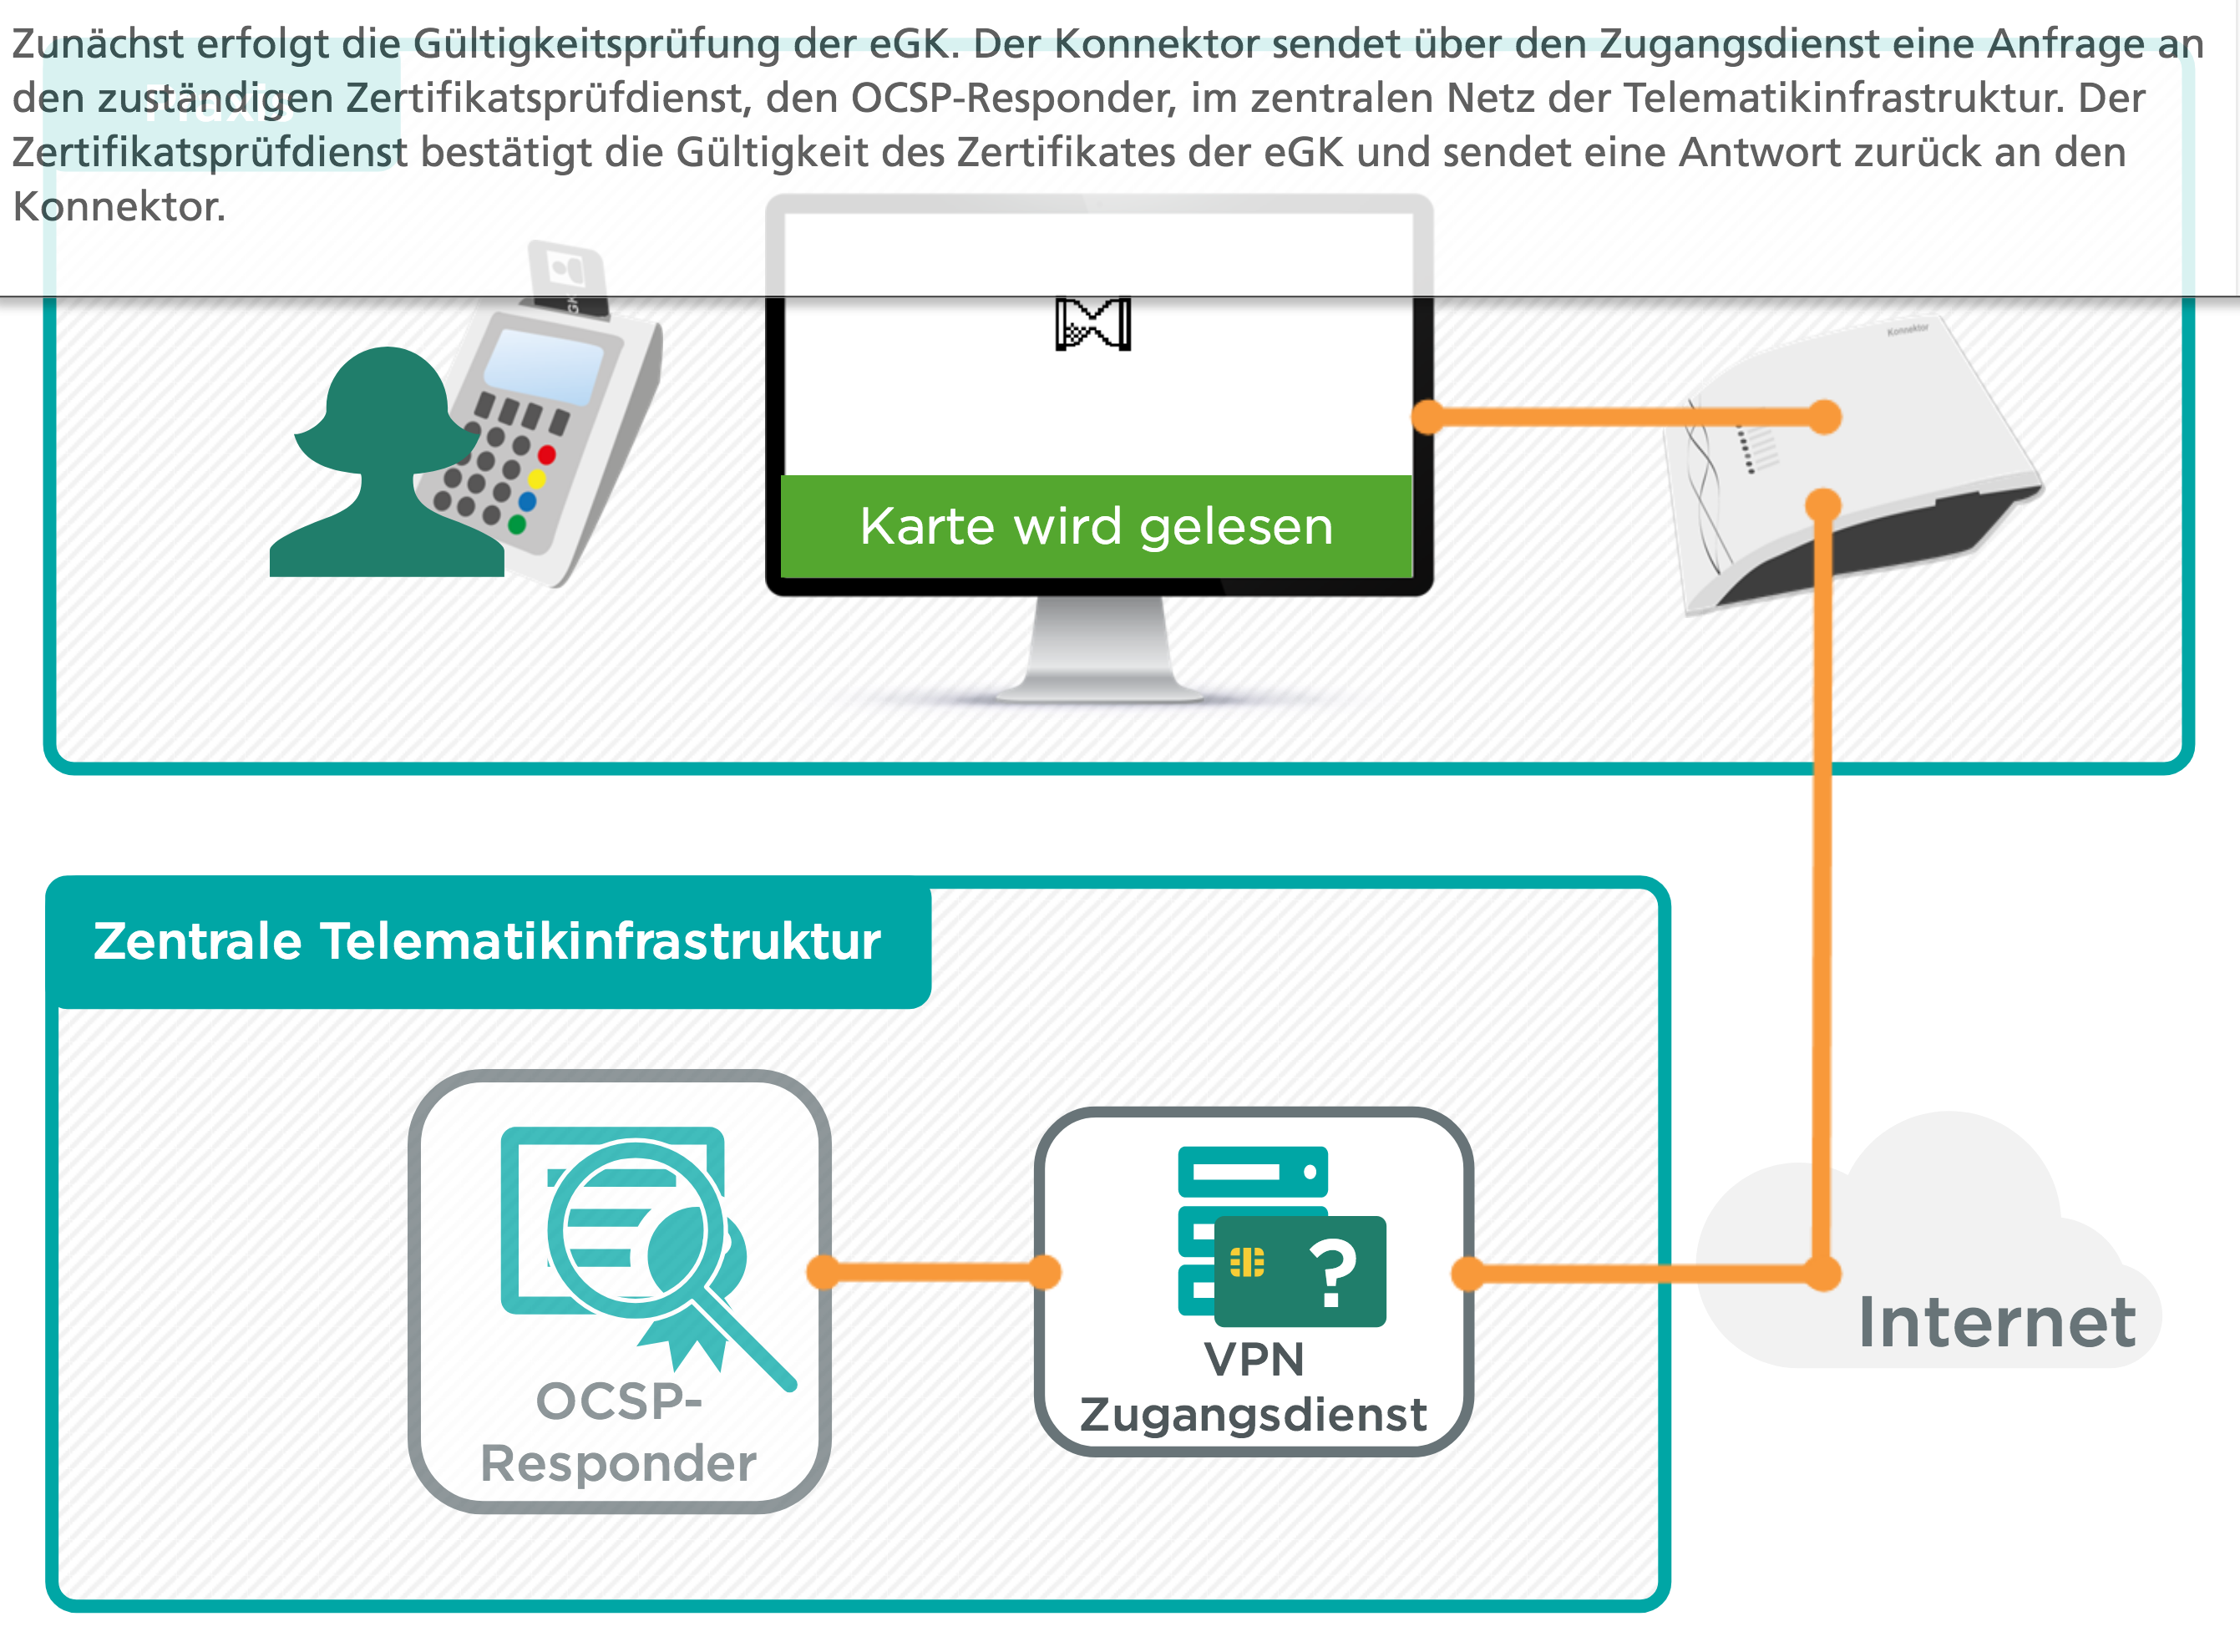 Zunächst erfolgt die Gültigkeitsprüfung der eGK. Der Konnektor sendet über den Zugangsdienst eine Anfrage an
den zuständigen Zertifikatsprüfdienst, den OCSP-Responder, im zentralen Netz der Telematikinfrastruktur. Der
Zertifikatsprüfdienst bestätigt die Gültigkeit des Zertifikates der eGK und sendet eine Antwort zurück an den
Konnektor.
Praxis
GK
Konnektor
Karte wird gelesen
Zentrale Telematikinfrastruktur
OCSP-
Responder
?
VPN
Zugangsdienst
Internet